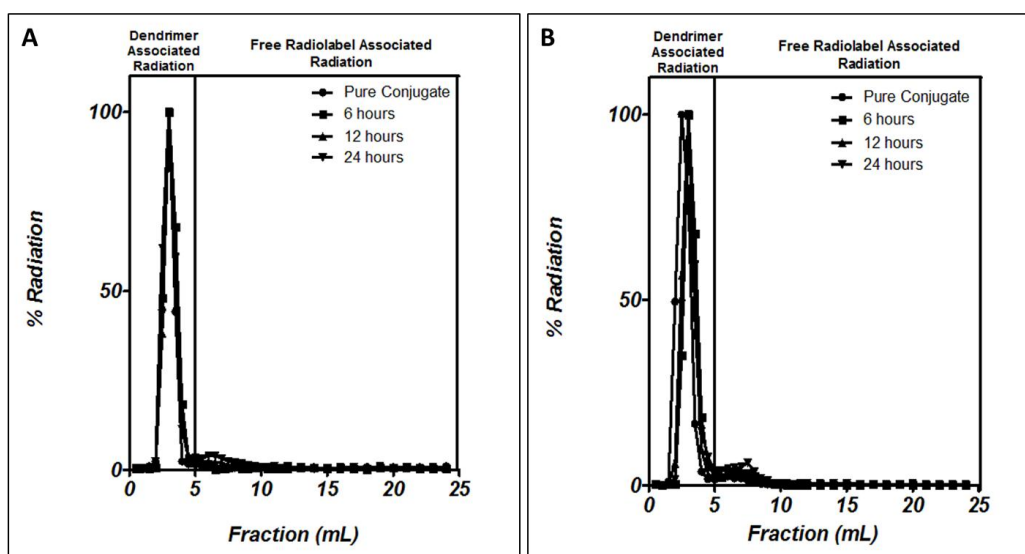 A
Dendrimer
Associated
Radiation
Free Radiolabel Associated
Radiation
Pure Conjugate
6 hours
12 hours
24 hours
100
50
0
% Radiation
0 5 10 15 20 25
Fraction (mL)
B
Dendrimer
Associated
Radiation
Free Radiolabel Associated
Radiation
Pure Conjugate
6 hours
12 hours
24 hours
100
50
0
% Radiation
0 5 10 15 20 25
Fraction (mL)